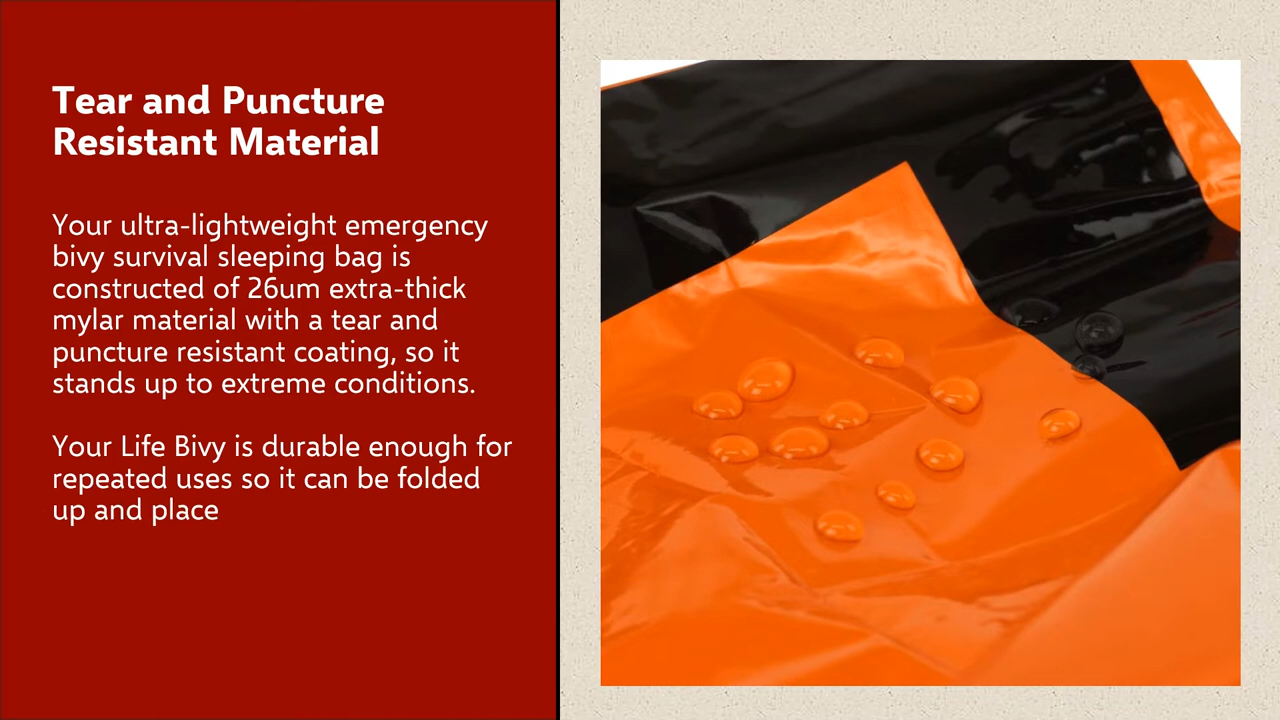 Tear and Puncture
Resistant Material
Your ultra-lightweight emergency
bivy survival sleeping bag is
constructed of 26um extra-thick
mylar material with a tear and
puncture resistant coating, so it
stands up to extreme conditions.
Your Life Bivy is durable enough for
repeated uses so it can be folded
up and place